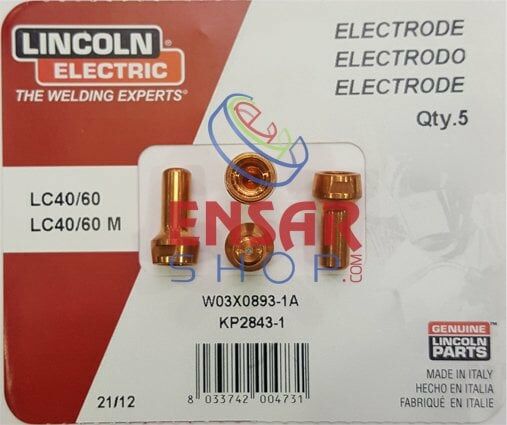 LINCOLN®
ELECTRIC
THE WELDING EXPERTS®
ELECTRODE
ELECTRODO
ELECTRODE
Qty.5
LC40/60
LC40/60 M
ENSAR
SHOP.COM
W03X0893-1A
KP2843-1
GENUINE
LINCOLN
PARTS
MADE IN ITALY
HECHO EN ITALIA
FABRIQUÉ EN ITALIE
21/12
8 033742 004731